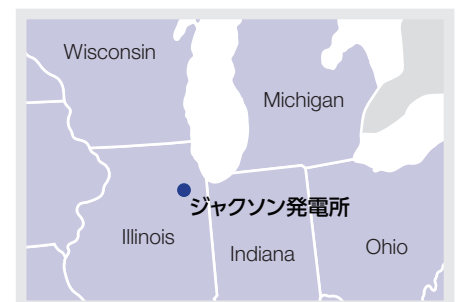 Wisconsin
Michigan
ジャクソン発電所
Illinois
Indiana
Ohio